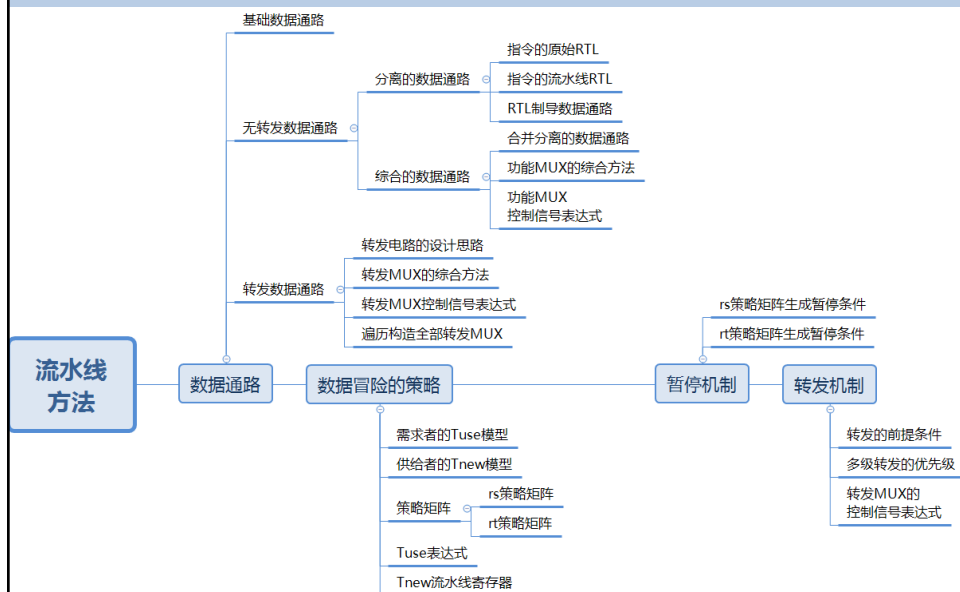 基础数据通路
无转发数据通路
分离的数据通路
指令的原始RTL
指令的流水线RTL
RTL制导数据通路
综合的数据通路
合并分离的数据通路
功能MUX的综合方法
功能MUX
控制信号表达式
转发数据通路
转发电路的设计思路
转发MUX的综合方法
转发MUX控制信号表达式
遍历构造全部转发MUX
流水线
方法
数据通路
数据冒险的策略
需求者的Tuse模型
供给者的Tnew模型
策略矩阵
rs策略矩阵
rt策略矩阵
Tuse表达式
Tnew流水线寄存器
rs策略矩阵生成暂停条件
rt策略矩阵生成暂停条件
暂停机制
转发机制
转发的前提条件
多级转发的优先级
转发MUX的
控制信号表达式